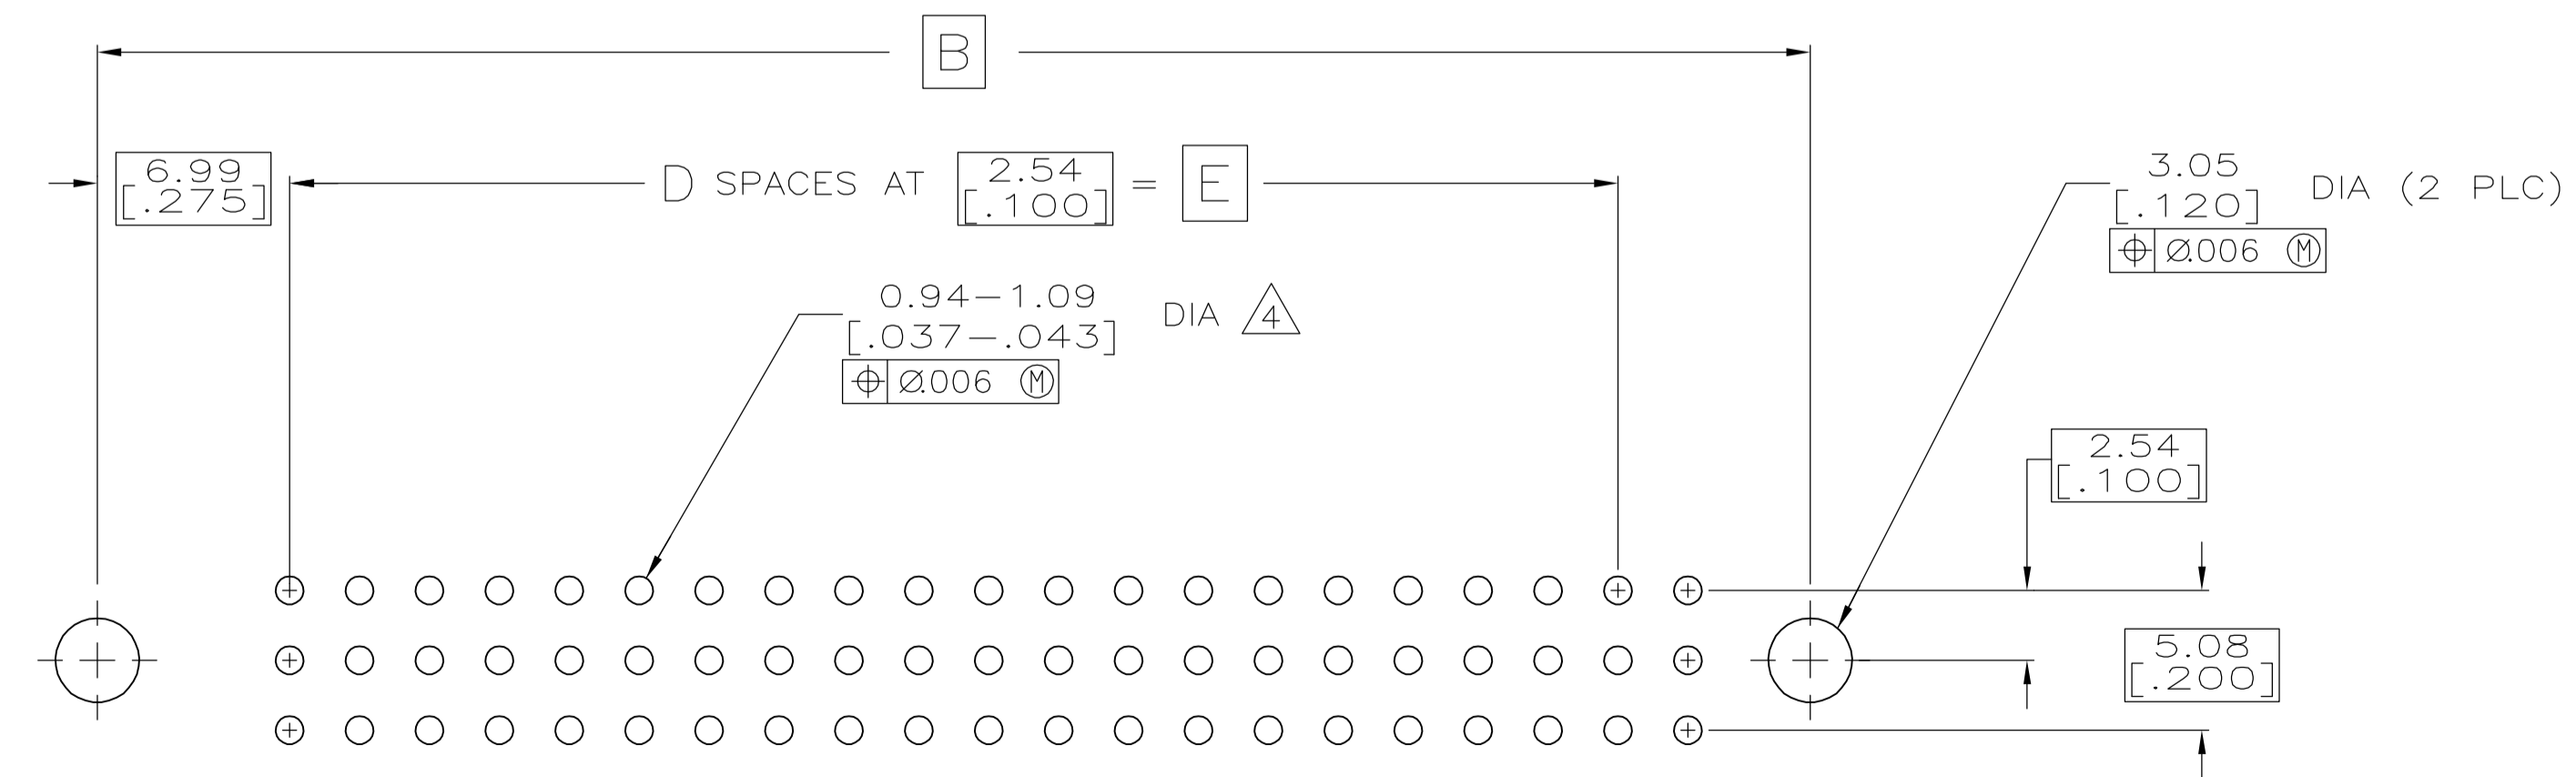 B
6.99
[.275]
D SPACES AT 2.54 [.100] = E
3.05
[.120] DIA (2 PLC)
⌖ Ø.006 Ⓜ
0.94-1.09
[.037-.043] DIA 4
⌖ Ø.006 Ⓜ
2.54
[.100]
5.08
[.200]